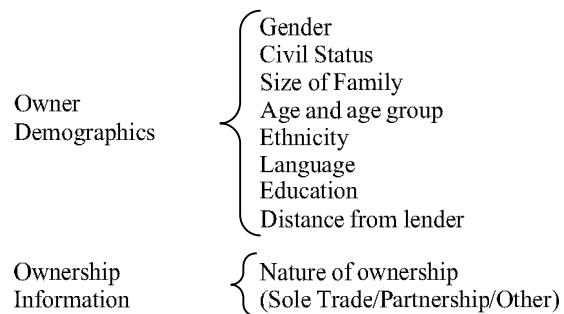 Owner
Demographics
Gender
Civil Status
Size of Family
Age and age group
Ethnicity
Language
Education
Distance from lender
Ownership
Information
Nature of ownership
(Sole Trade/Partnership/Other)